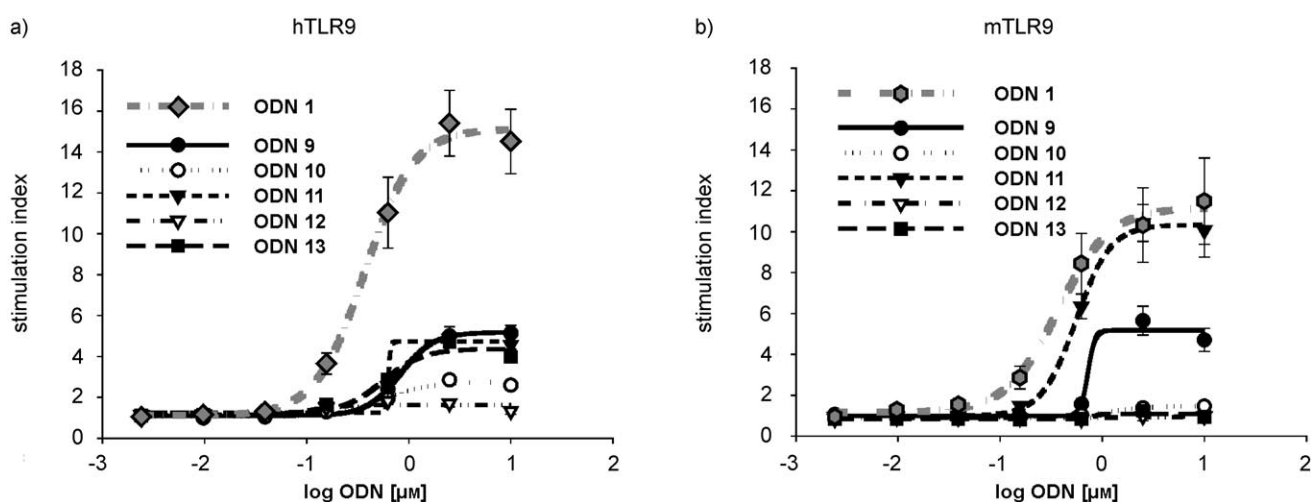 a) hTLR9
18
16
14
12
10
8
6
4
2
0
stimulation index
ODN 1
ODN 9
ODN 10
ODN 11
ODN 12
ODN 13
-3 -2 -1 0 1 2
log ODN [µM]
b) mTLR9
18
16
14
12
10
8
6
4
2
0
stimulation index
ODN 1
ODN 9
ODN 10
ODN 11
ODN 12
ODN 13
-3 -2 -1 0 1 2
log ODN [µM]